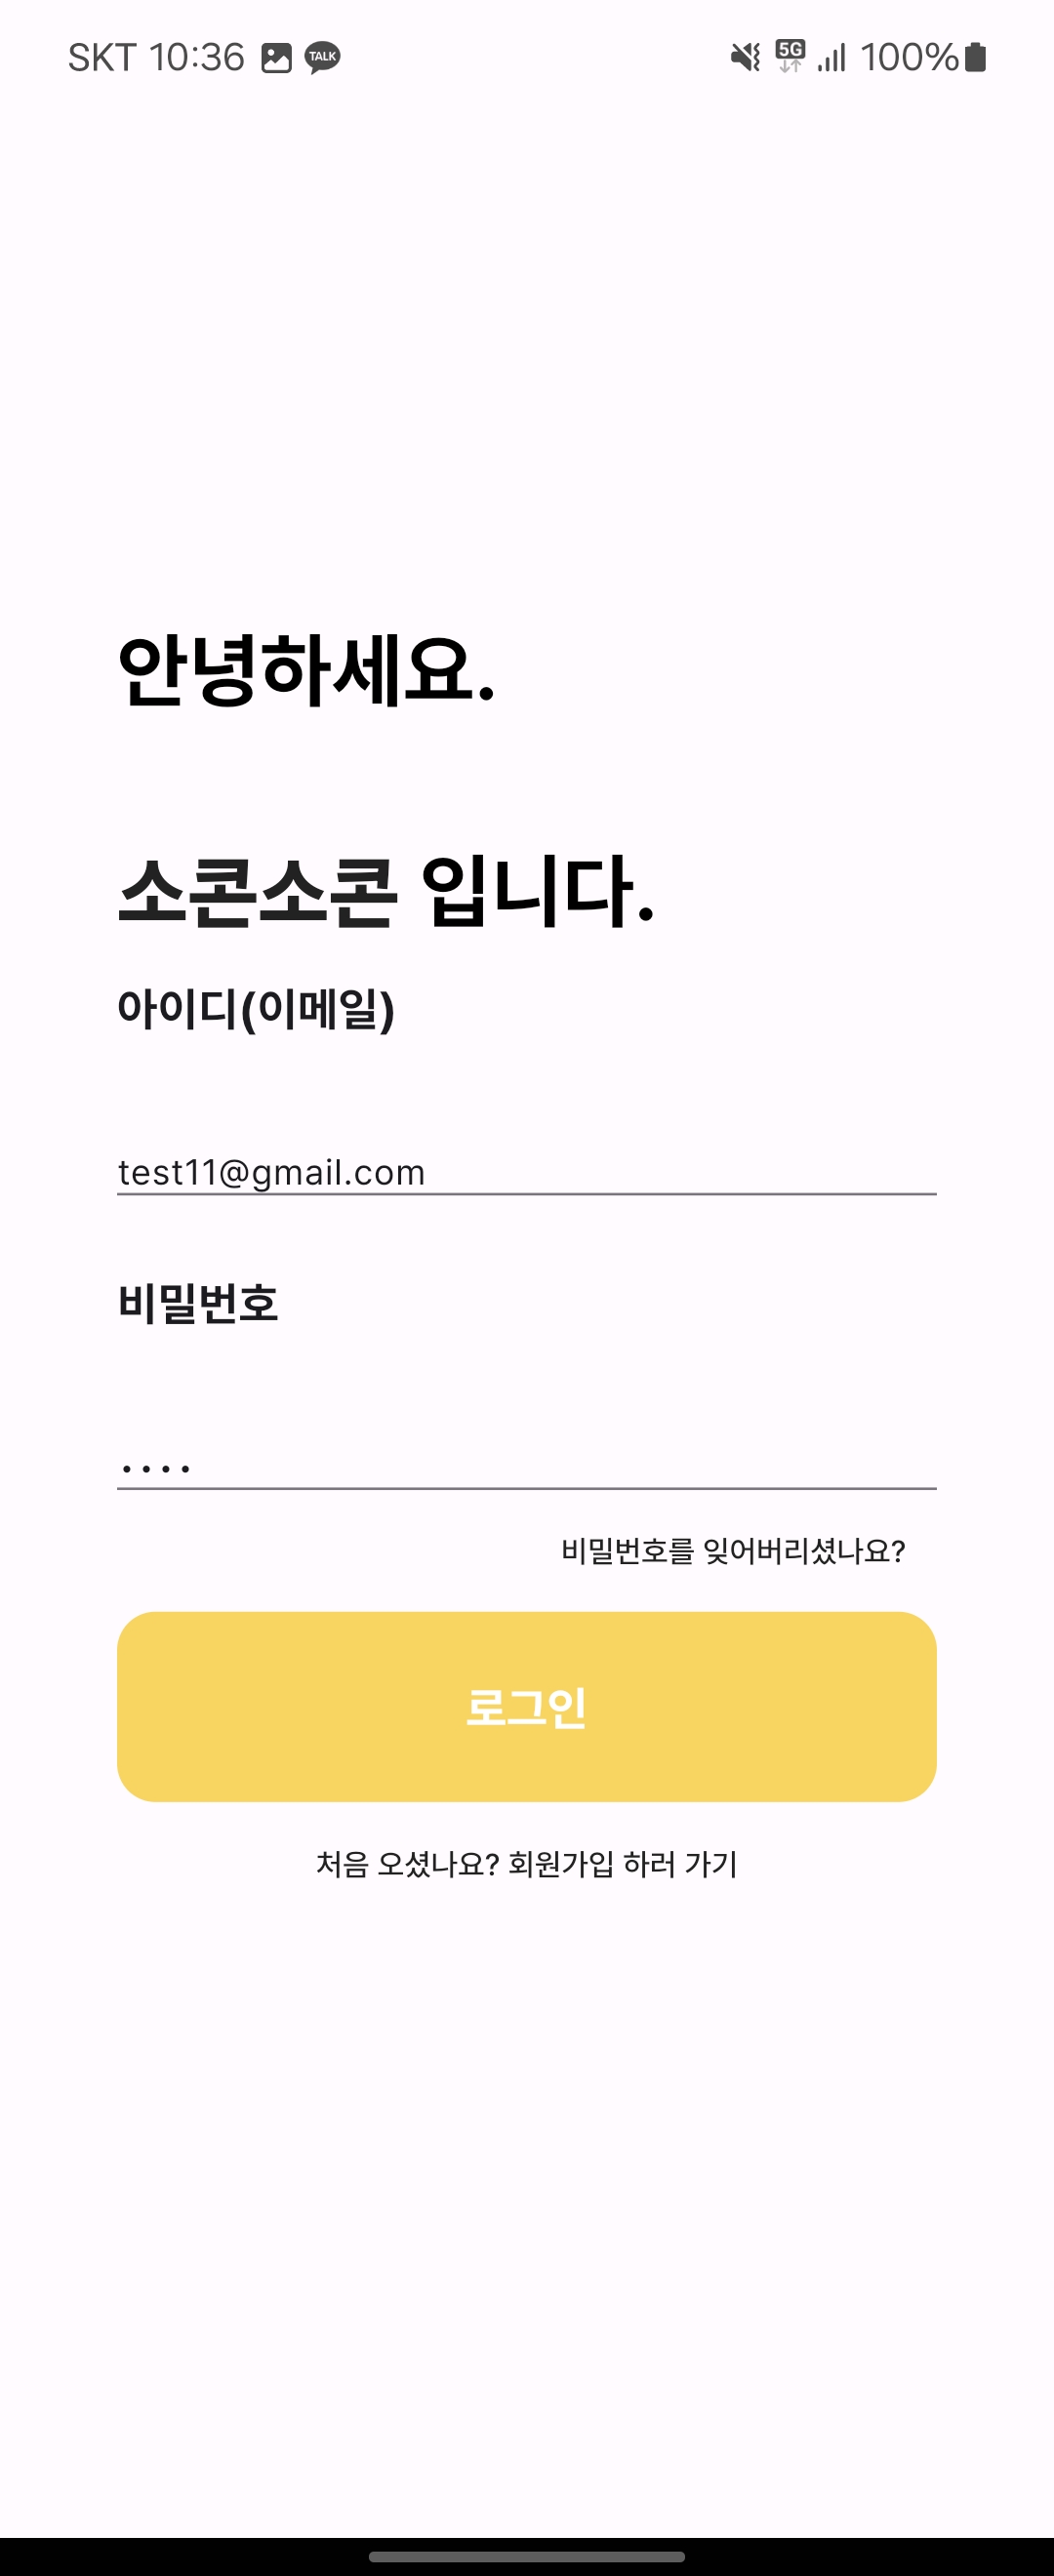 SKT 10:36 TALK 5G 100%
안녕하세요.
소콘소콘 입니다.
아이디(이메일)
test11@gmail.com
비밀번호
....
비밀번호를 잊어버리셨나요?
로그인
처음 오셨나요? 회원가입 하러 가기